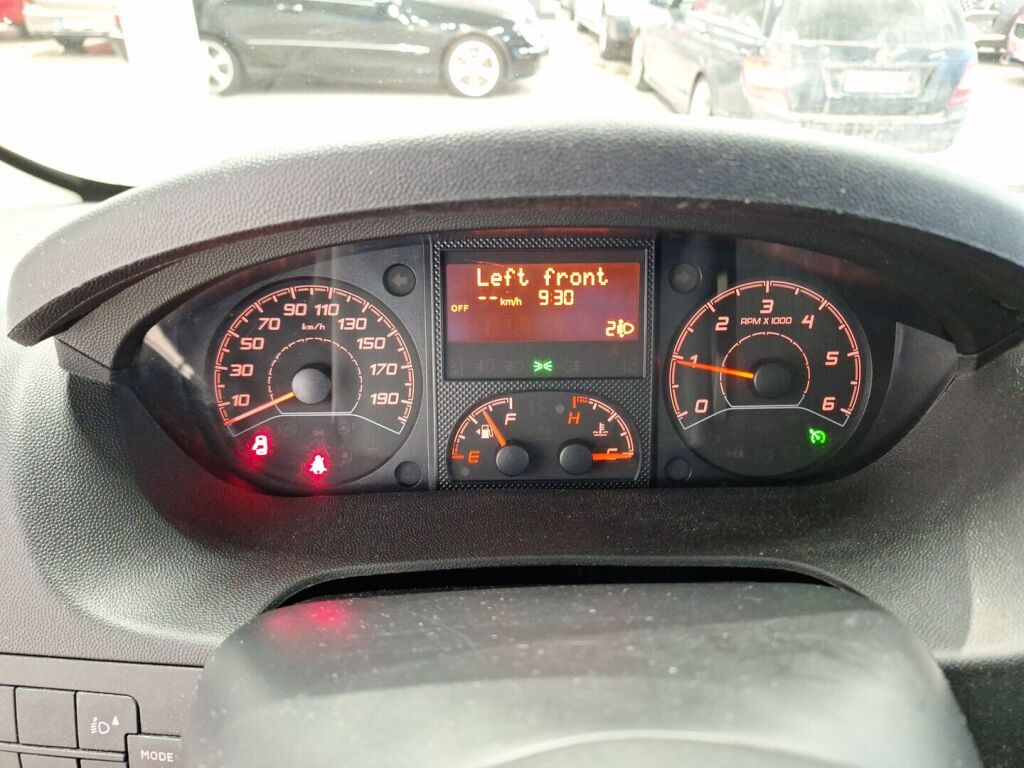 Left front
OFF -- km/h 9:30
2
10 30 50 70 90 110 130 150 170 190
km/h
0 1 2 3 4 5 6
RPM X 1000
E F
H C
MODE